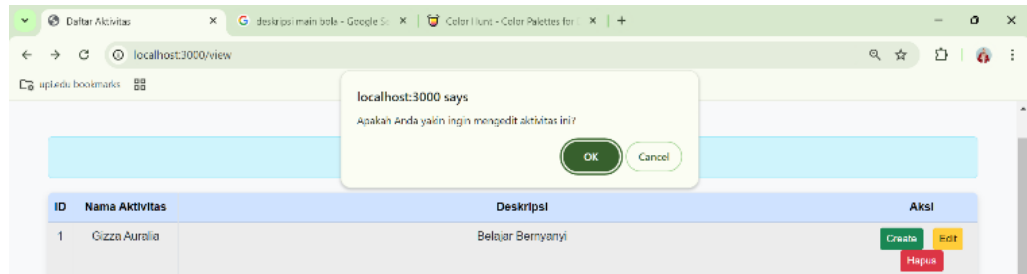 Daftar Aktivitas
deskripsi main bola - Google Se
Color Hunt - Color Palettes for
localhost:3000/view
upi.edu bookmarks
localhost:3000 says
Apakah Anda yakin ingin mengedit aktivitas ini?
OK Cancel
ID Nama Aktivitas Deskripsi Aksi
1 Gizza Auralia Belajar Bernyanyi Create Edit
Hapus